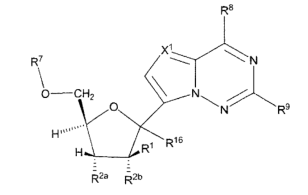 R⁸
R⁷
X¹
N
O
CH₂
N
N
R⁹
O
H
R¹⁶
H
R¹
R²ᵃ
R²ᵇ